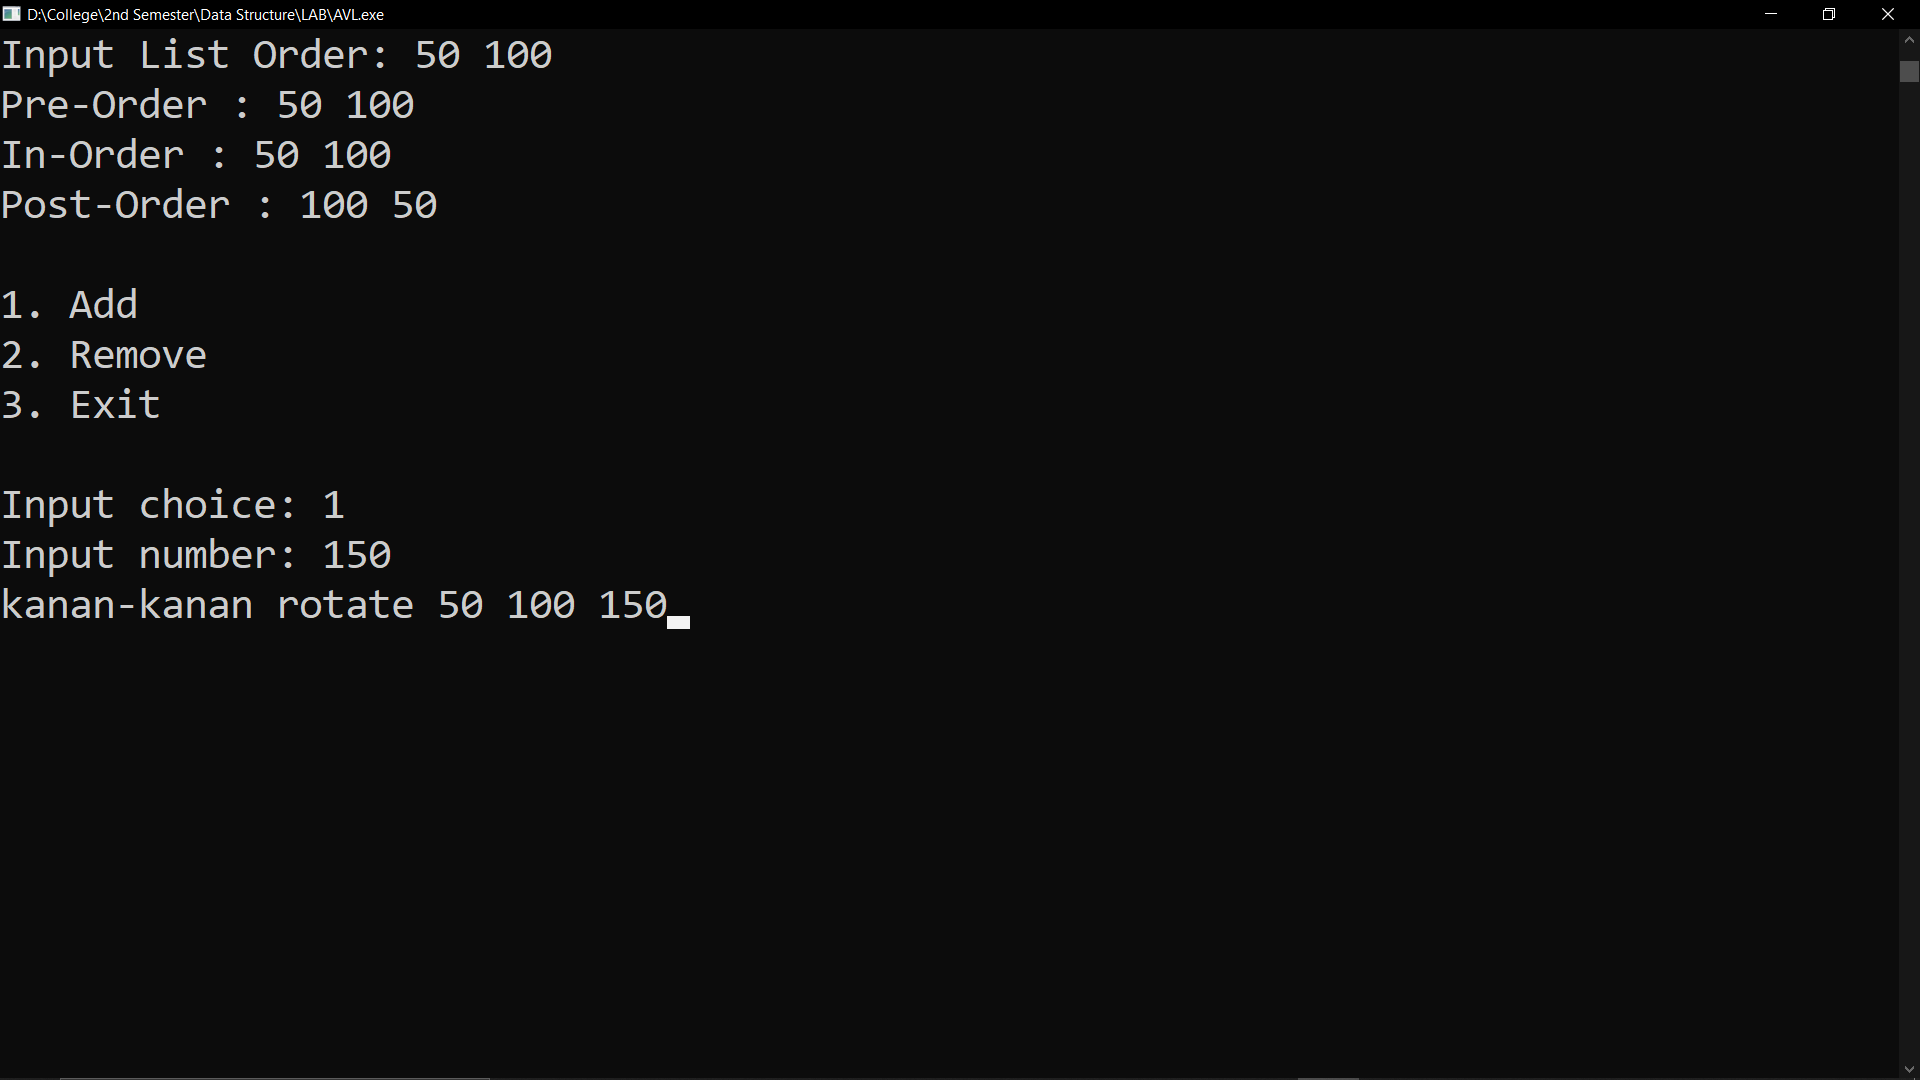 D:\College\2nd Semester\Data Structure\LAB\AVL.exe
Input List Order: 50 100
Pre-Order : 50 100
In-Order : 50 100
Post-Order : 100 50
1. Add
2. Remove
3. Exit
Input choice: 1
Input number: 150
kanan-kanan rotate 50 100 150